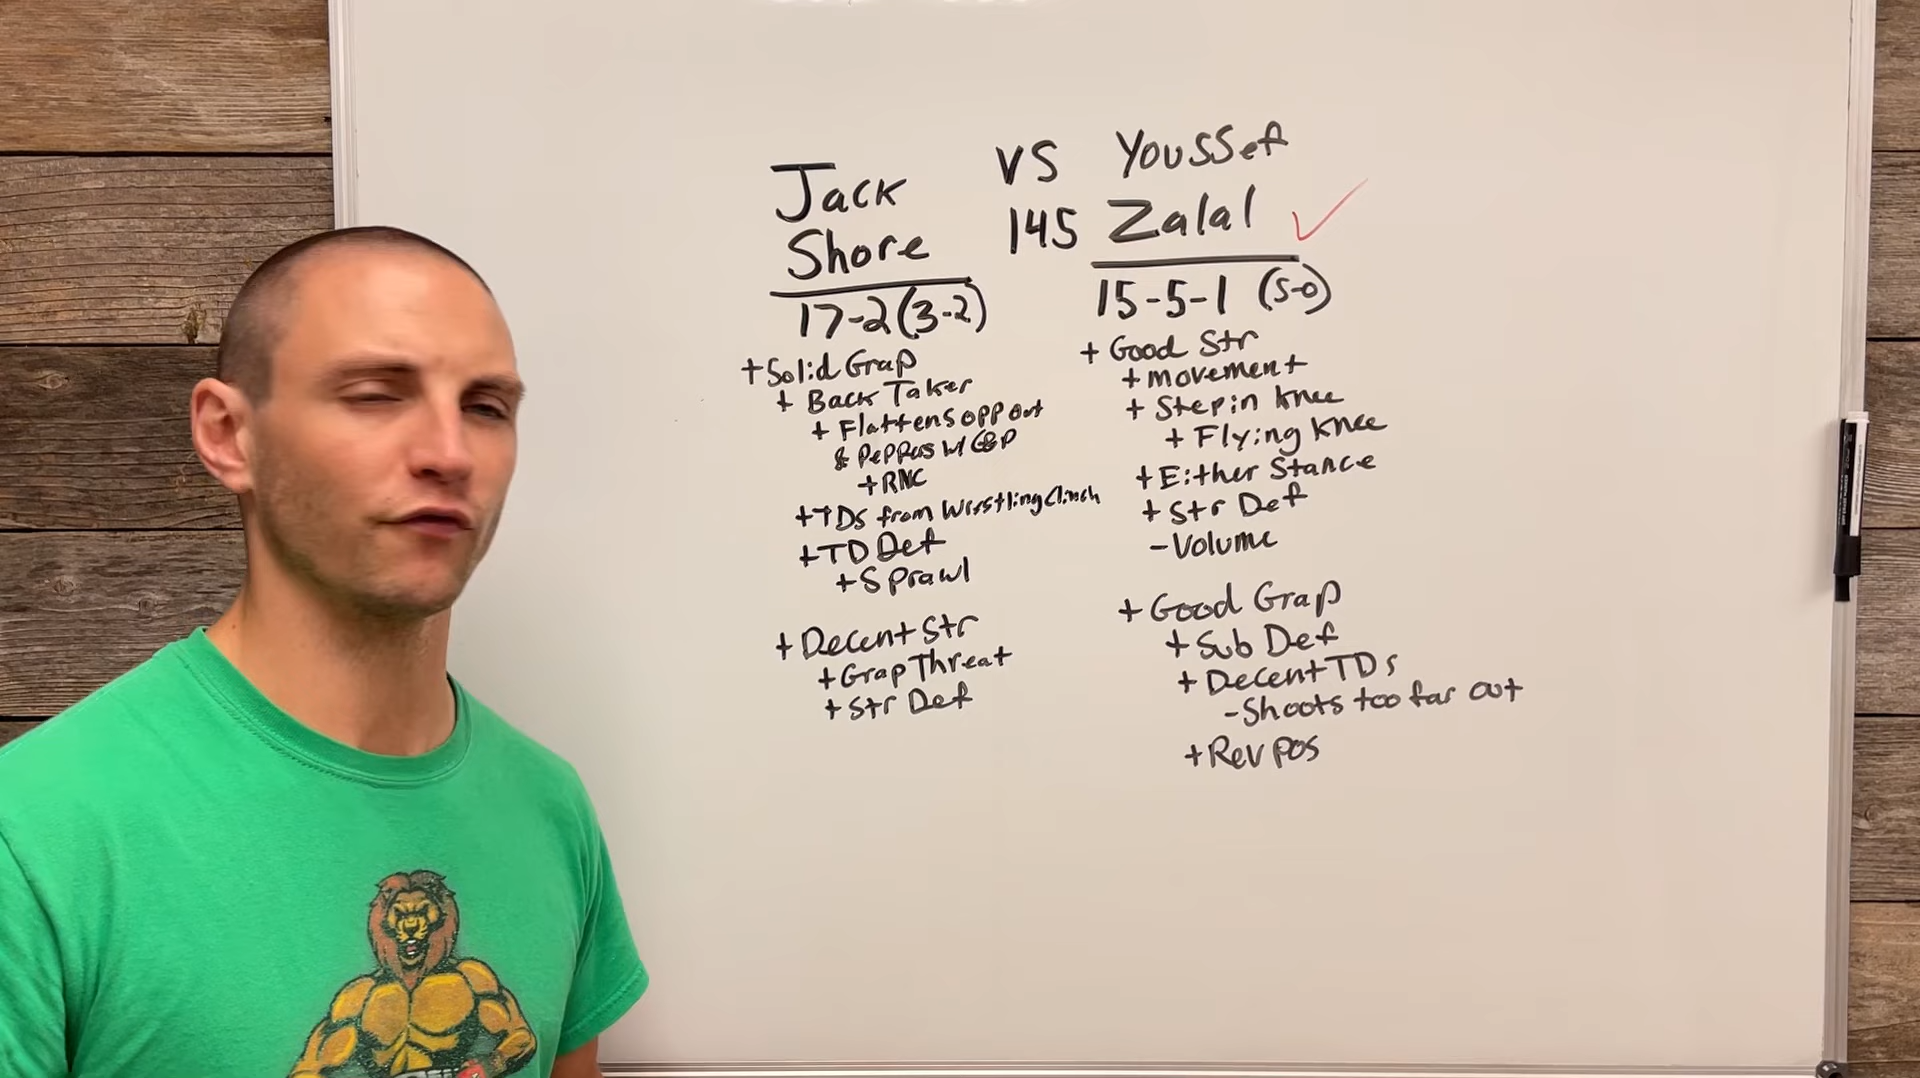 Jack
Shore
17-2 (3-2)
+ Solid Grap
+ Back Taker
+ Flattens opp out
& Peppers w/ G&P
+ RNC
+ TDs from Wrestling Clinch
+ TD Def
+ Sprawl
+ Decent Str
+ Grap Threat
+ Str Def
VS
145
Youssef
Zalal ✓
15-5-1 (5-0)
+ Good Str
+ movement
+ Step in Knee
+ Flying Knee
+ Either Stance
+ Str Def
- Volume
+ Good Grap
+ Sub Def
+ Decent TDs
- Shoots too far out
+ Rev pos